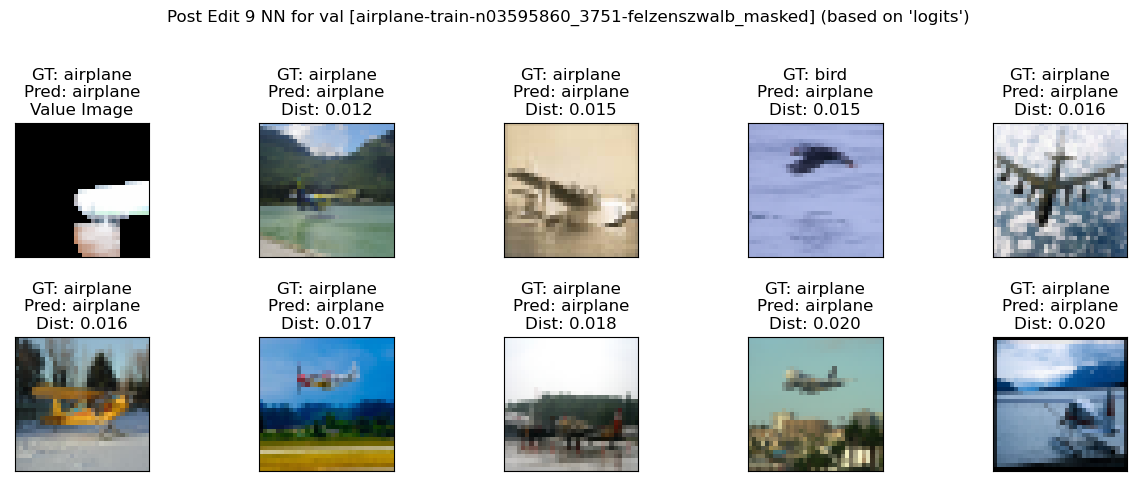 Post Edit 9 NN for val [airplane-train-n03595860_3751-felzenszwalb_masked] (based on 'logits')
GT: airplane
Pred: airplane
Value Image
GT: airplane
Pred: airplane
Dist: 0.012
GT: airplane
Pred: airplane
Dist: 0.015
GT: bird
Pred: airplane
Dist: 0.015
GT: airplane
Pred: airplane
Dist: 0.016
GT: airplane
Pred: airplane
Dist: 0.016
GT: airplane
Pred: airplane
Dist: 0.017
GT: airplane
Pred: airplane
Dist: 0.018
GT: airplane
Pred: airplane
Dist: 0.020
GT: airplane
Pred: airplane
Dist: 0.020